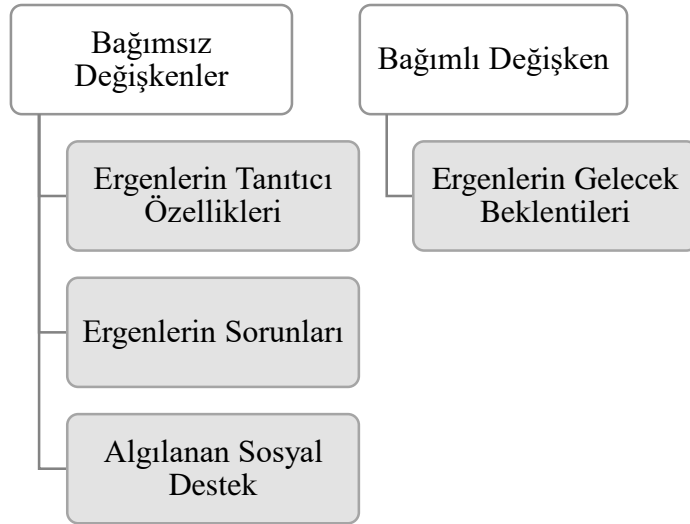 Bağımsız
Değişkenler
Ergenlerin Tanıtıcı
Özellikleri
Ergenlerin Sorunları
Algılanan Sosyal
Destek
Bağımlı Değişken
Ergenlerin Gelecek
Beklentileri